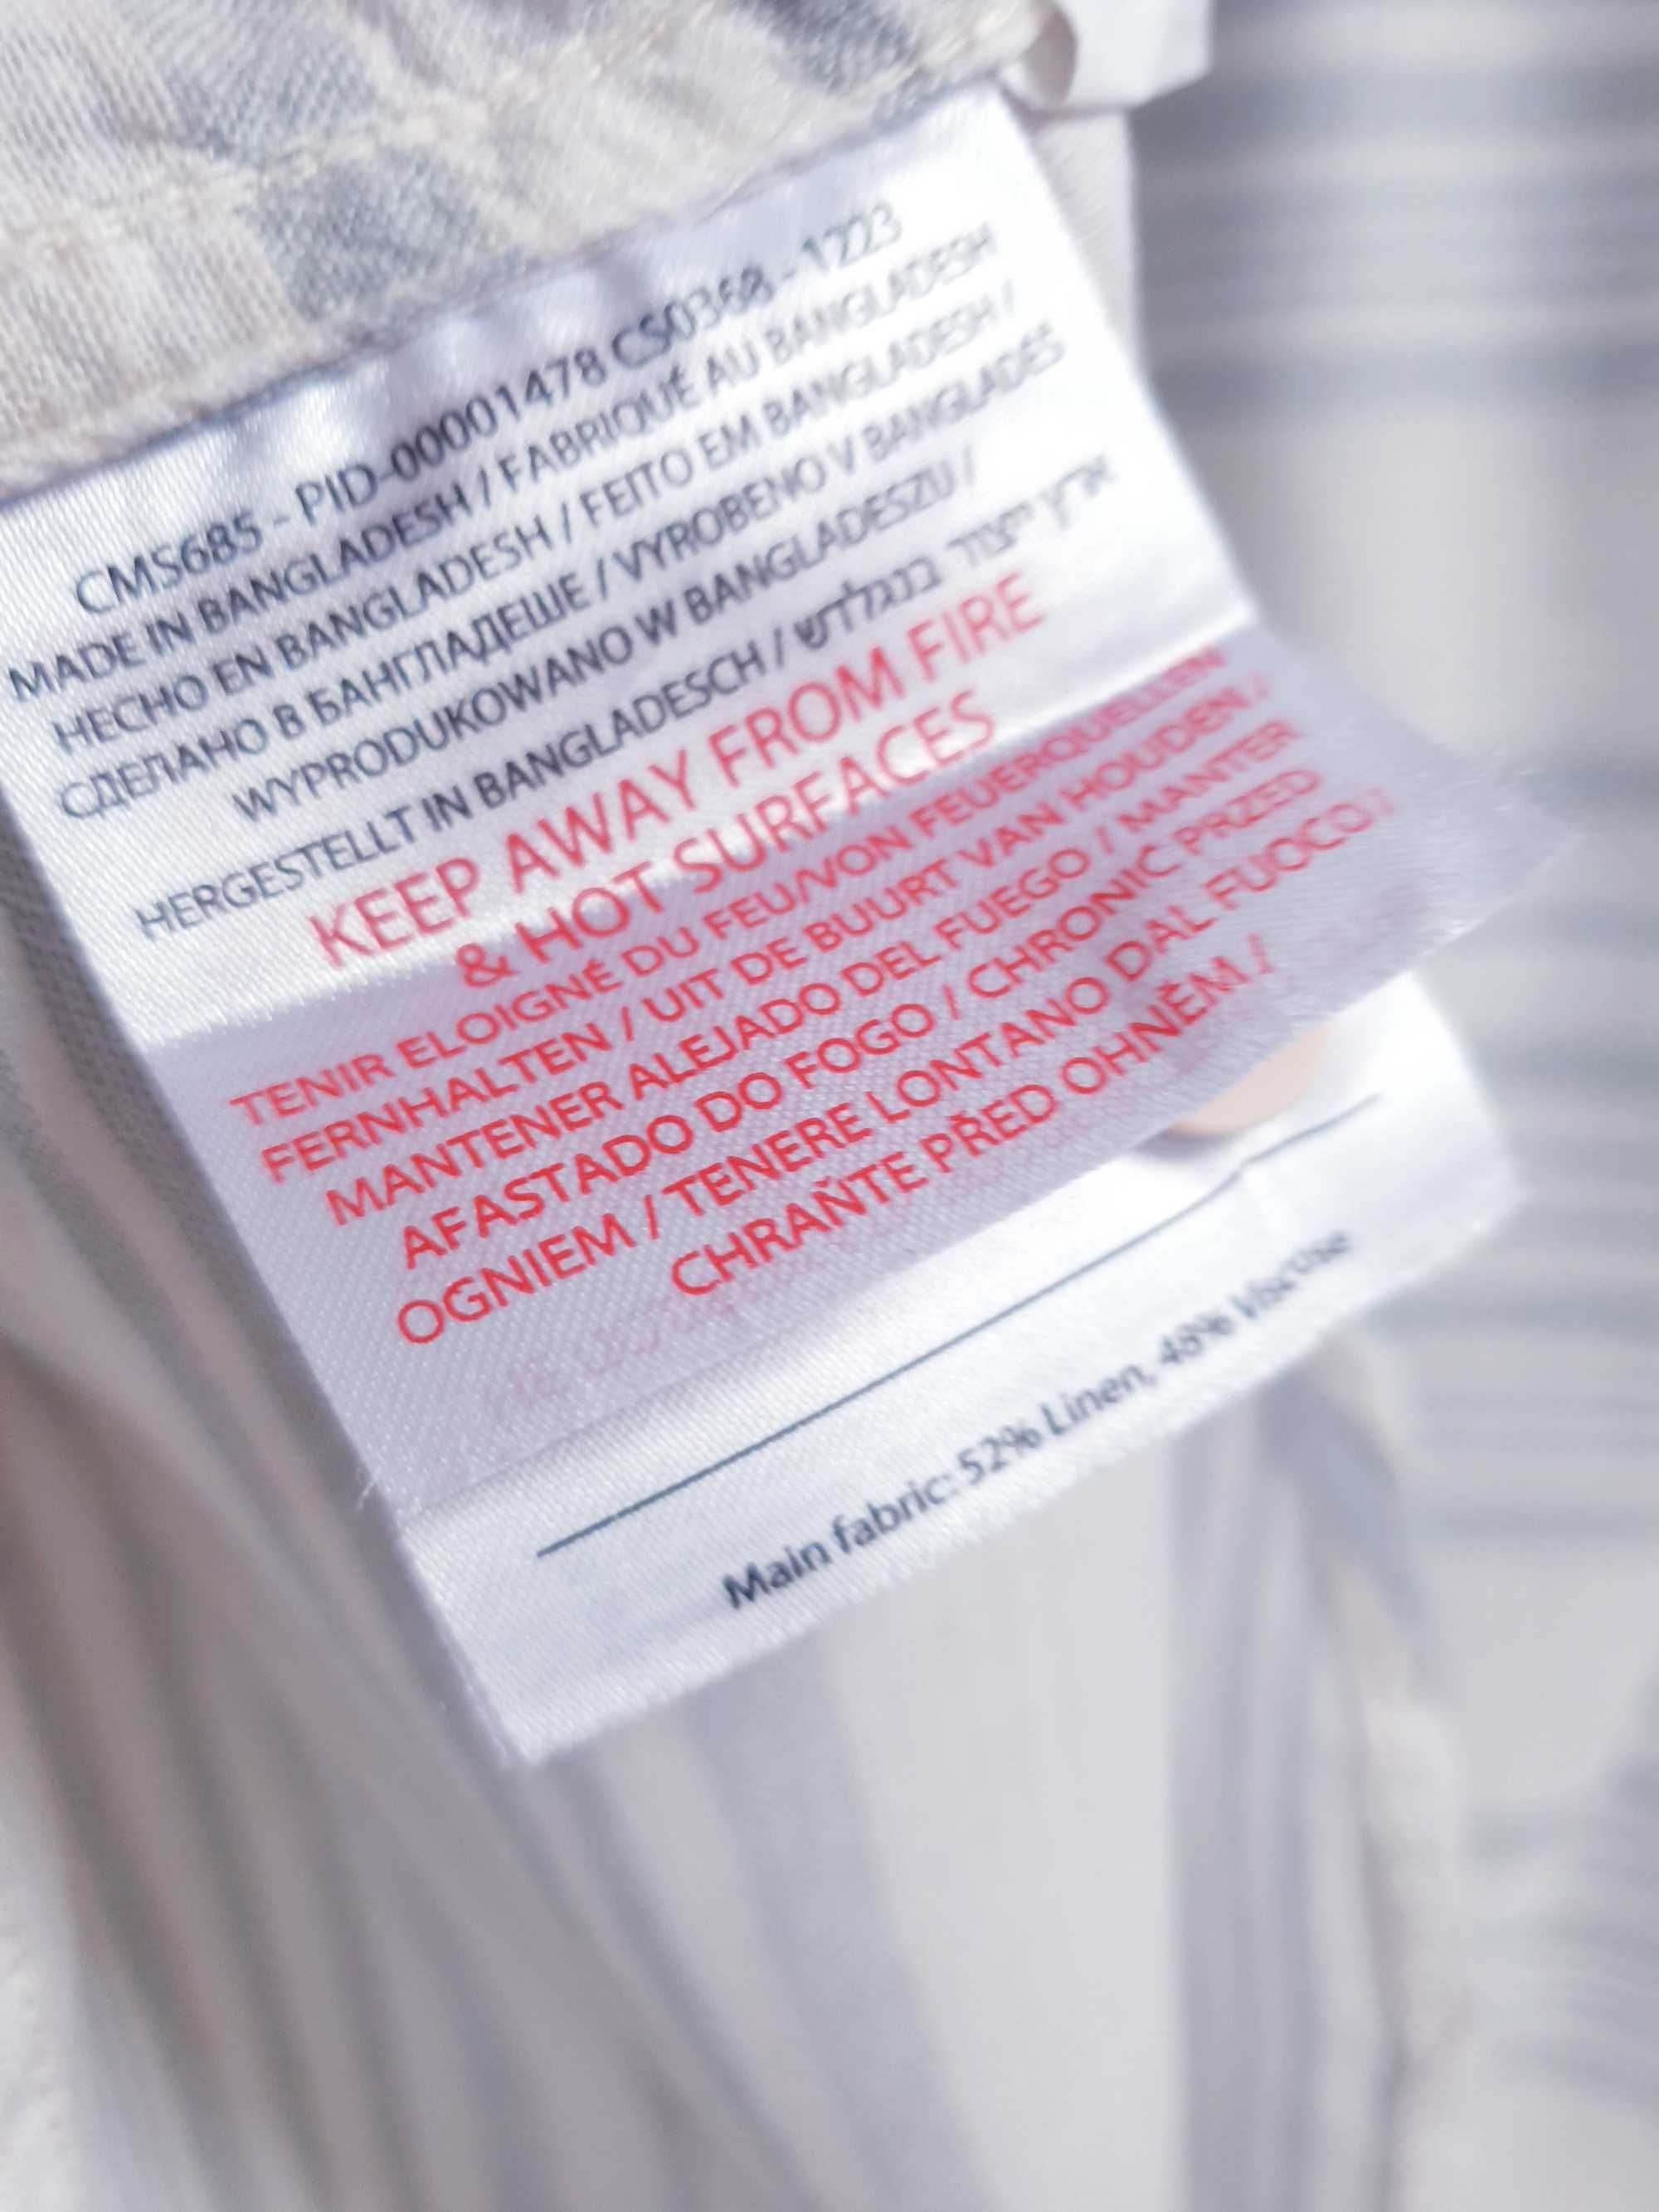 CMS685 - PID-00001478 CS0368 - 1223
MADE IN BANGLADESH / FABRIQUÉ AU BANGLADESH
HECHO EN BANGLADESH / FEITO EM BANGLADESH /
СДЕЛАНО В БАНГЛАДЕШЕ / VYROBENO V BANGLADÉŠ
WYPRODUKOWANO W BANGLADESZU /
HERGESTELLT IN BANGLADESCH / ארץ ייצור בנגלדש
KEEP AWAY FROM FIRE
& HOT SURFACES
TENIR ELOIGNÉ DU FEU/VON FEUERQUELLEN
FERNHALTEN / UIT DE BUURT VAN HOUDEN /
MANTENER ALEJADO DEL FUEGO / MANTER
AFASTADO DO FOGO / CHRONIC PRZED
OGNIEM / TENERE LONTANO DAL FUOCO /
CHRAŇTE PŘED OHNĚM /
Main fabric: 52% Linen, 48% Viscose